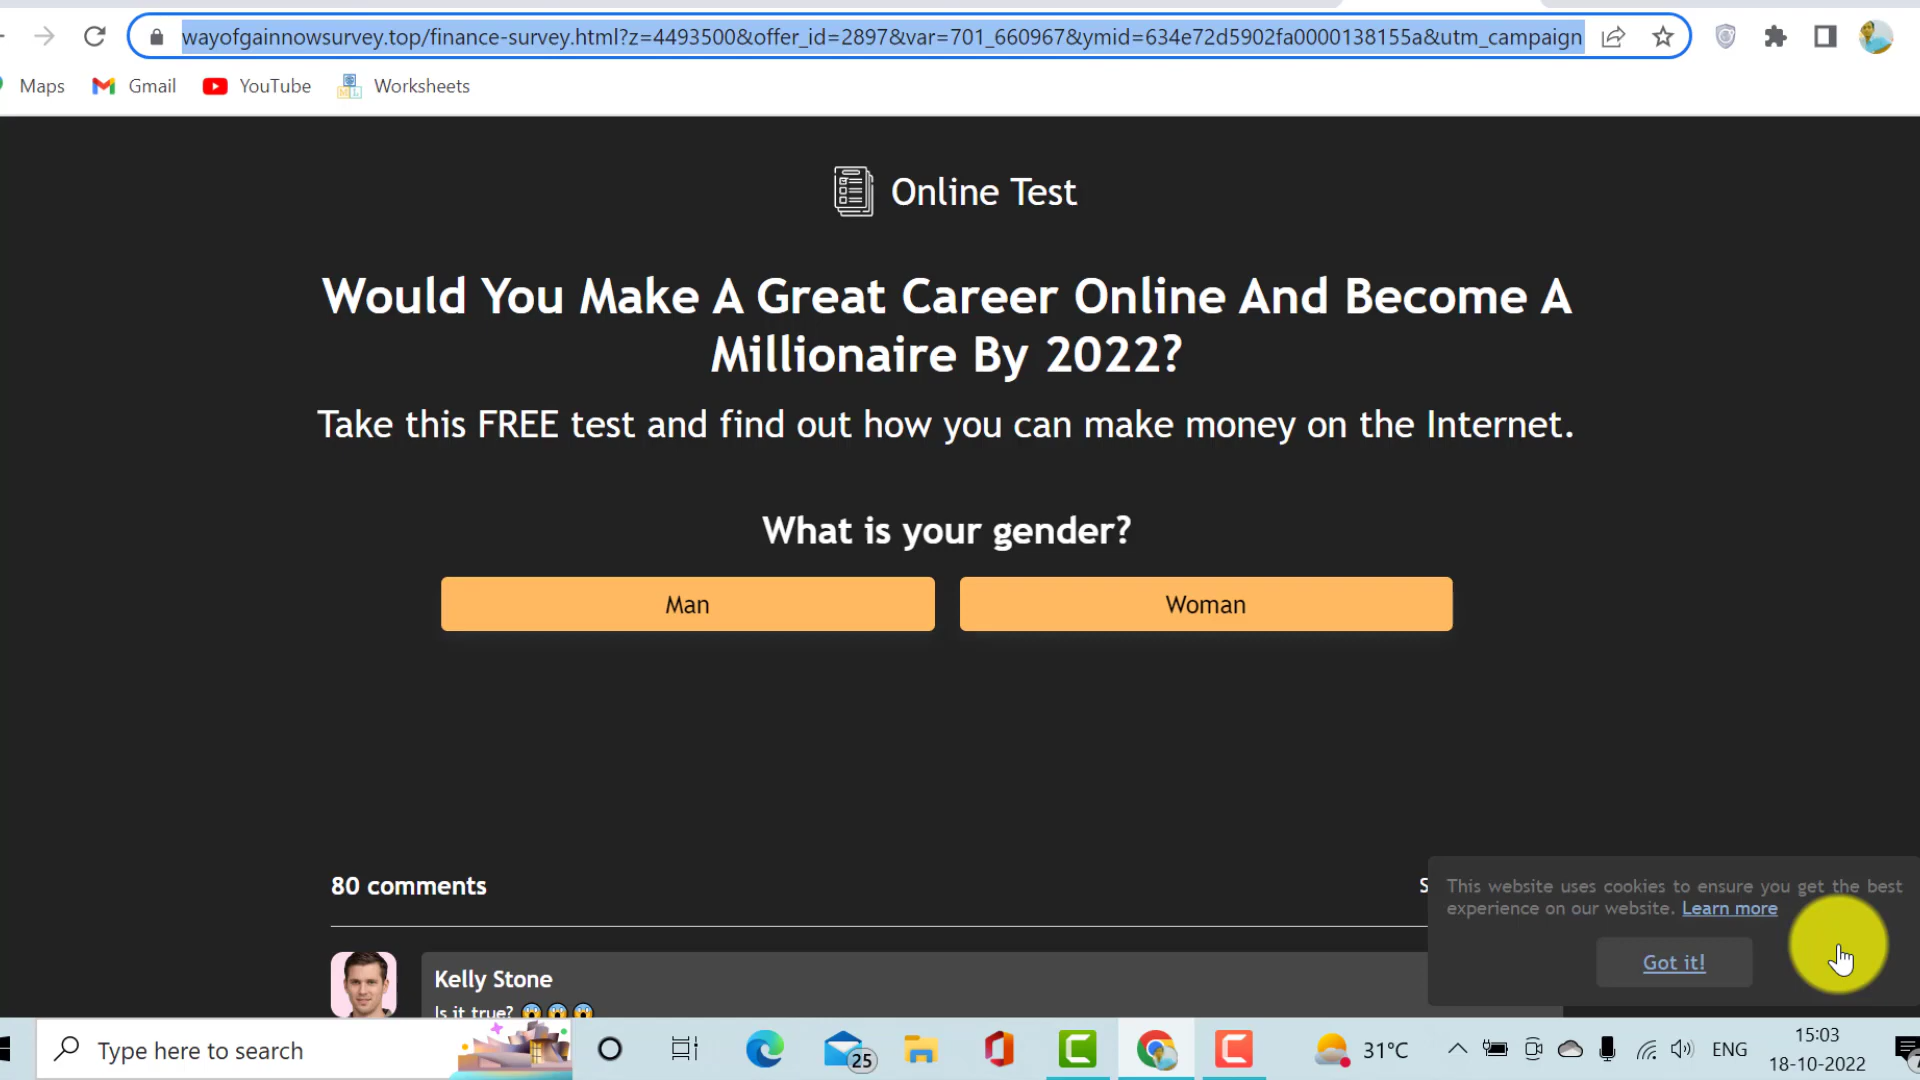 wayofgainnowsurvey.top/finance-survey.html?z=4493500&offer_id=2897&var=701_660967&ymid=634e72d5902fa0000138155a&utm_campaign
Maps Gmail YouTube Worksheets
Online Test
Would You Make A Great Career Online And Become A
Millionaire By 2022?
Take this FREE test and find out how you can make money on the Internet.
What is your gender?
Man Woman
80 comments
This website uses cookies to ensure you get the best
experience on our website. Learn more
Got it!
Kelly Stone
Is it true?
Type here to search
25
31°C
ENG
15:03
18-10-2022